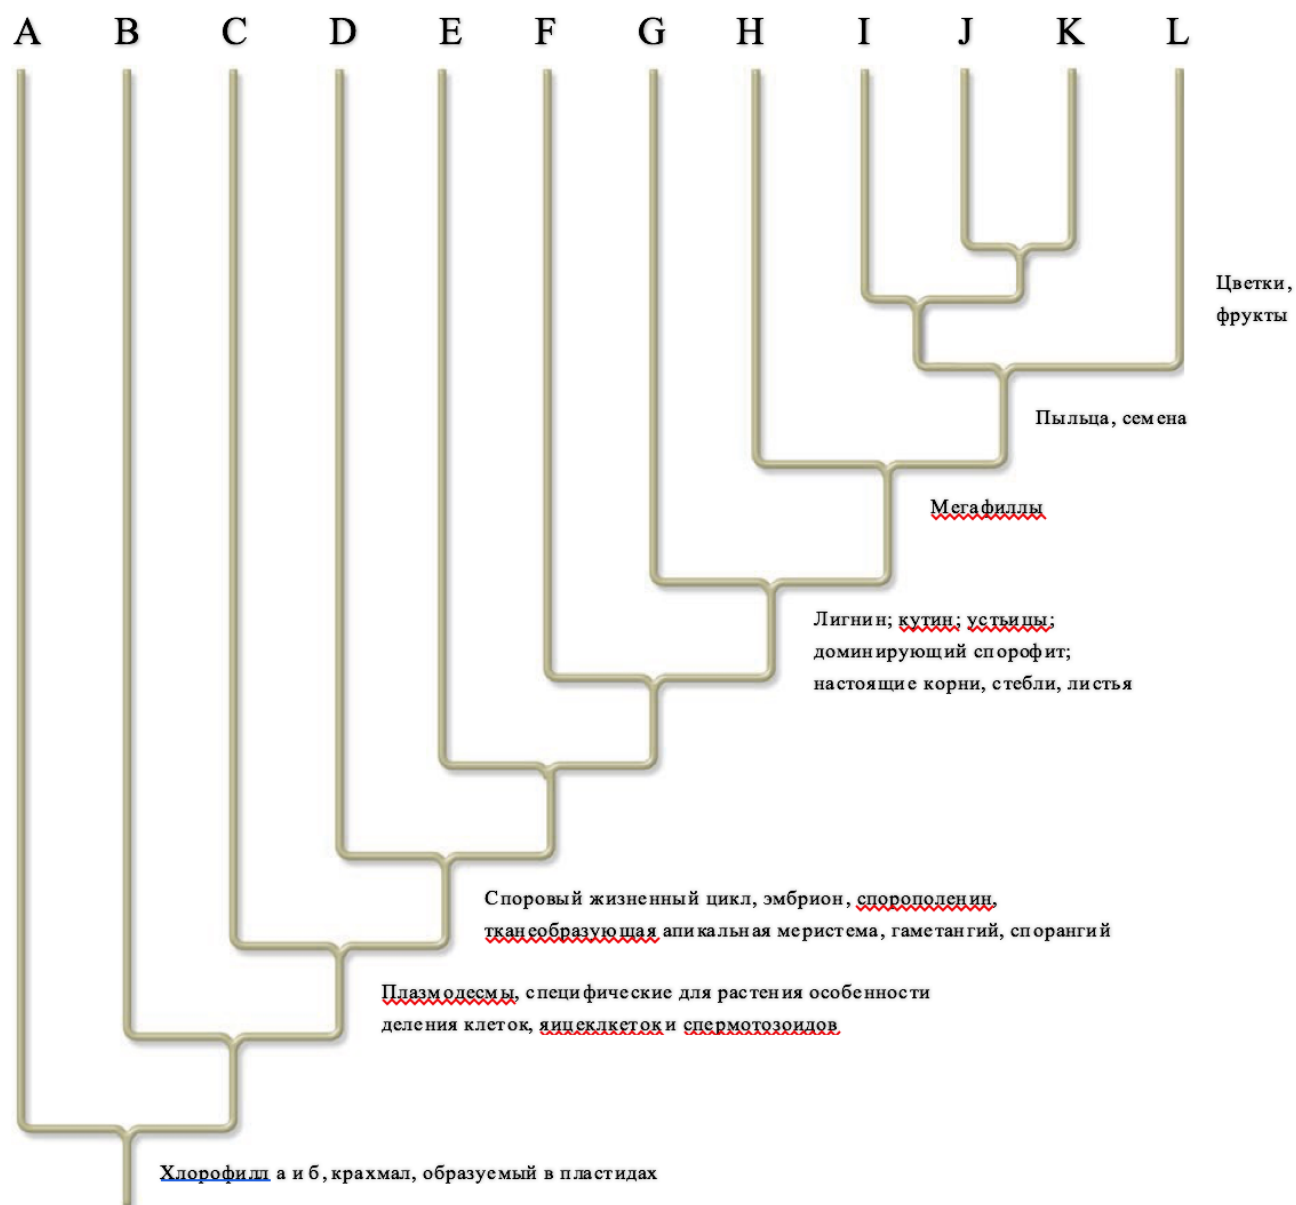 A B C D E F G H I J K L
Цветки,
фрукты
Пыльца, семена
Мегафиллы
Лигнин; кутин; устьицы;
доминирующий спорофит;
настоящие корни, стебли, листья
Споровый жизненный цикл, эмбрион, спорополенин,
тканеобразующая апикальная меристема, гаметангий, спорангий
Плазмодесмы, специфические для растения особенности
деления клеток, яицеклкеток и спермотозоидов
Хлорофилл а и б, крахмал, образуемый в пластидах